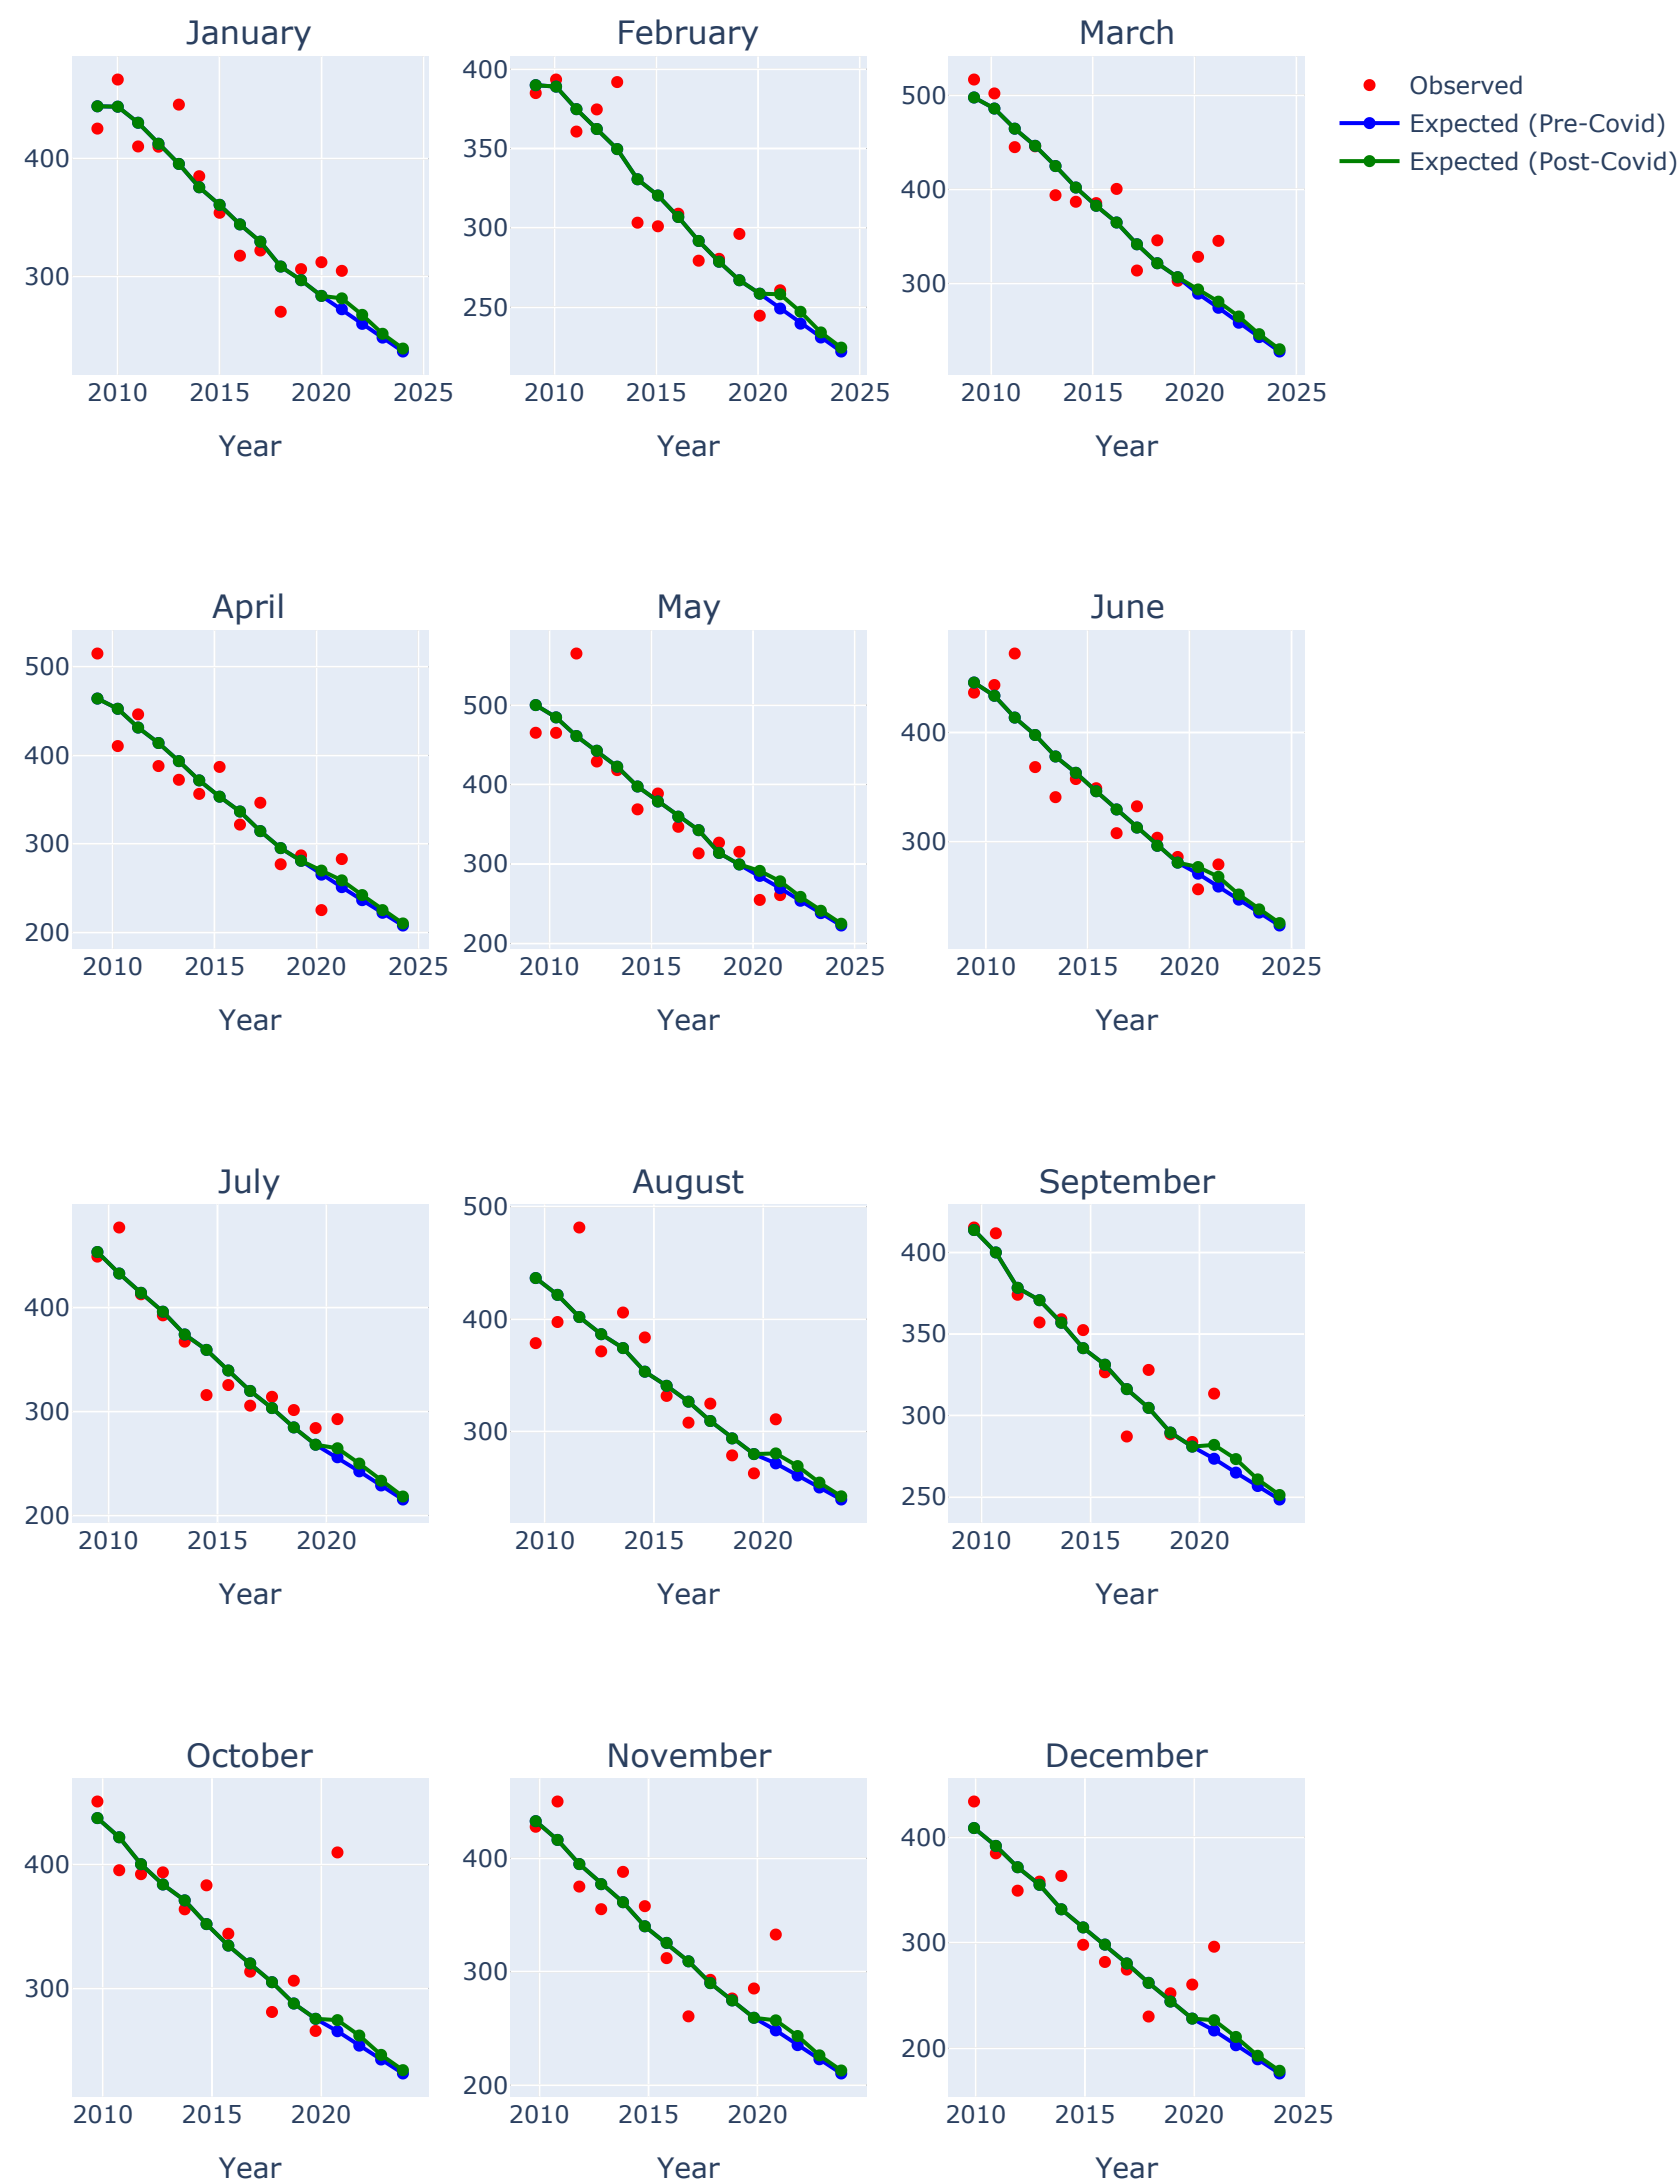 January February March
400
300
2010 2015 2020 2025
Year
400
350
300
250
2010 2015 2020 2025
Year
500
400
300
2010 2015 2020 2025
Year
Observed
Expected (Pre-Covid)
Expected (Post-Covid)
April May June
500
400
300
200
2010 2015 2020 2025
Year
500
400
300
200
2010 2015 2020 2025
Year
400
300
2010 2015 2020 2025
Year
July August September
400
300
200
2010 2015 2020
Year
500
400
300
2010 2015 2020
Year
400
350
300
250
2010 2015 2020
Year
October November December
400
300
2010 2015 2020
Year
400
300
200
2010 2015 2020
Year
400
300
200
2010 2015 2020 2025
Year